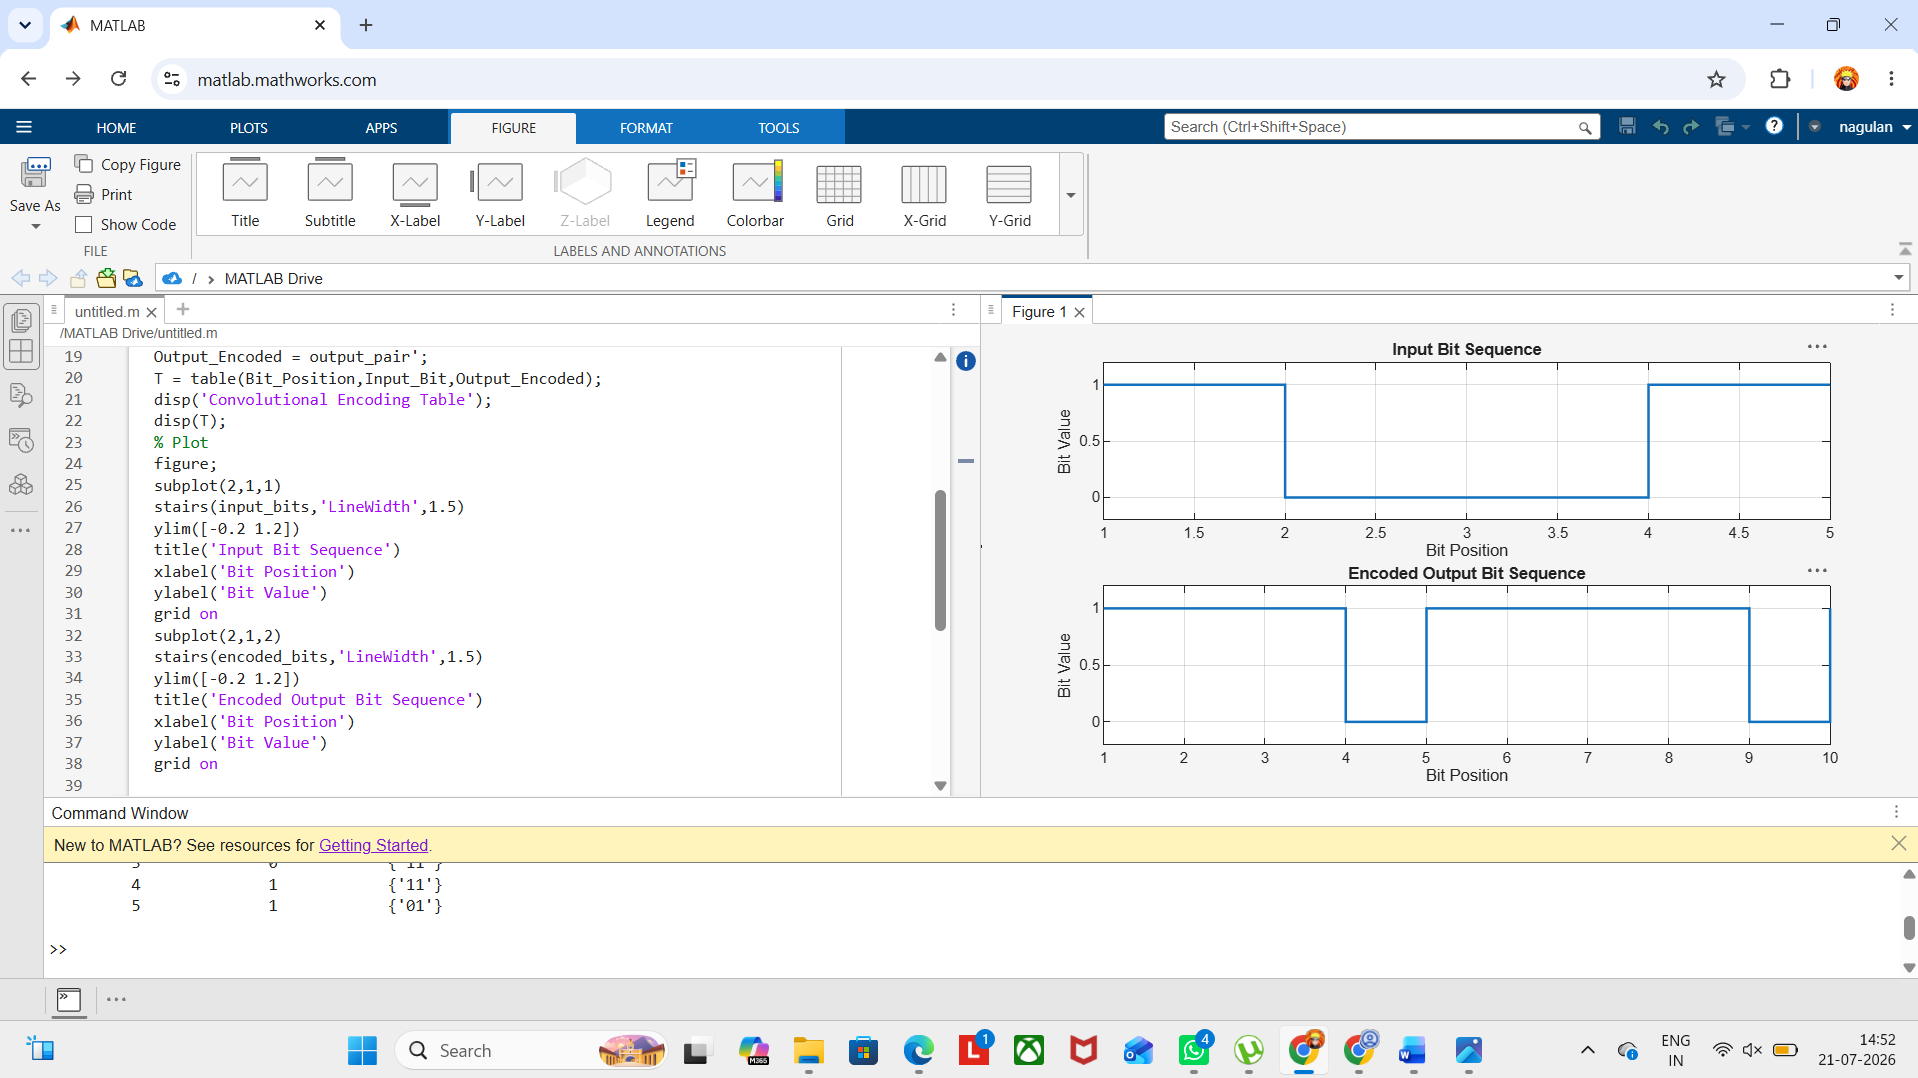 MATLAB
matlab.mathworks.com
HOME
PLOTS
APPS
FIGURE
FORMAT
TOOLS
Search (Ctrl+Shift+Space)
nagulan
Save As
Copy Figure
Print
Show Code
FILE
Title
Subtitle
X-Label
Y-Label
Z-Label
Legend
Colorbar
Grid
X-Grid
Y-Grid
LABELS AND ANNOTATIONS
/ › MATLAB Drive
untitled.m
/MATLAB Drive/untitled.m
19 Output_Encoded = output_pair';
20 T = table(Bit_Position,Input_Bit,Output_Encoded);
21 disp('Convolutional Encoding Table');
22 disp(T);
23 % Plot
24 figure;
25 subplot(2,1,1)
26 stairs(input_bits,'LineWidth',1.5)
27 ylim([-0.2 1.2])
28 title('Input Bit Sequence')
29 xlabel('Bit Position')
30 ylabel('Bit Value')
31 grid on
32 subplot(2,1,2)
33 stairs(encoded_bits,'LineWidth',1.5)
34 ylim([-0.2 1.2])
35 title('Encoded Output Bit Sequence')
36 xlabel('Bit Position')
37 ylabel('Bit Value')
38 grid on
39
Figure 1
Input Bit Sequence
Bit Value
1
0.5
0
1 1.5 2 2.5 3 3.5 4 4.5 5
Bit Position
Encoded Output Bit Sequence
Bit Value
1
0.5
0
1 2 3 4 5 6 7 8 9 10
Bit Position
Command Window
New to MATLAB? See resources for Getting Started.
4 1 {'11'}
5 1 {'01'}
>>
Search
M365
1
4
ENG
IN
14:52
21-07-2026